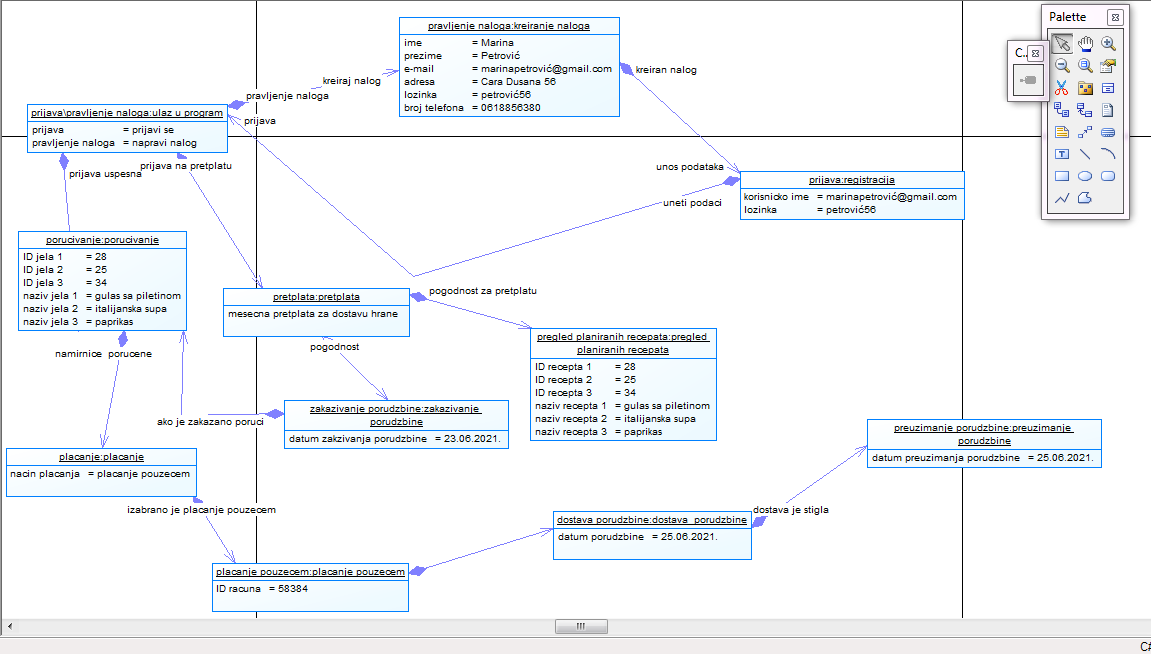 Palette
C..
pravljenje naloga:kreiranje naloga
ime = Marina
prezime = Petrović
e-mail = marinapetrović@gmail.com
adresa = Cara Dusana 56
lozinka = petrović56
broj telefona = 0618856380
kreiran nalog
kreiraj nalog
pravljenje naloga
prijava\pravljenje naloga:ulaz u program
prijava = prijavi se
pravljenje naloga = napravi nalog
prijava
prijava uspesna
prijava na pretplatu
unos podataka
prijava:registracija
korisnicko ime = marinapetrović@gmail.com
lozinka = petrović56
uneti podaci
porucivanje:porucivanje
ID jela 1 = 28
ID jela 2 = 25
ID jela 3 = 34
naziv jela 1 = gulas sa piletinom
naziv jela 2 = italijanska supa
naziv jela 3 = paprikas
pretplata:pretplata
mesecna pretplata za dostavu hrane
pogodnost za pretplatu
pogodnost
namirnice porucene
pregled planiranih recepata:pregled
planiranih recepata
ID recepta 1 = 28
ID recepta 2 = 25
ID recepta 3 = 34
naziv recepta 1 = gulas sa piletinom
naziv recepta 2 = italijanska supa
naziv recepta 3 = paprikas
zakazivanje porudzbine:zakazivanje
porudzbine
datum zakzivanja porudzbine = 23.06.2021.
ako je zakazano poruci
placanje:placanje
nacin placanja = placanje pouzecem
izabrano je placanje pouzecem
preuzimanje porudzbine:preuzimanje
porudzbine
datum preuzimanja porudzbine = 25.06.2021.
dostava je stigla
dostava porudzbine:dostava porudzbine
datum porudzbine = 25.06.2021.
placanje pouzecem:placanje pouzecem
ID racuna = 58384